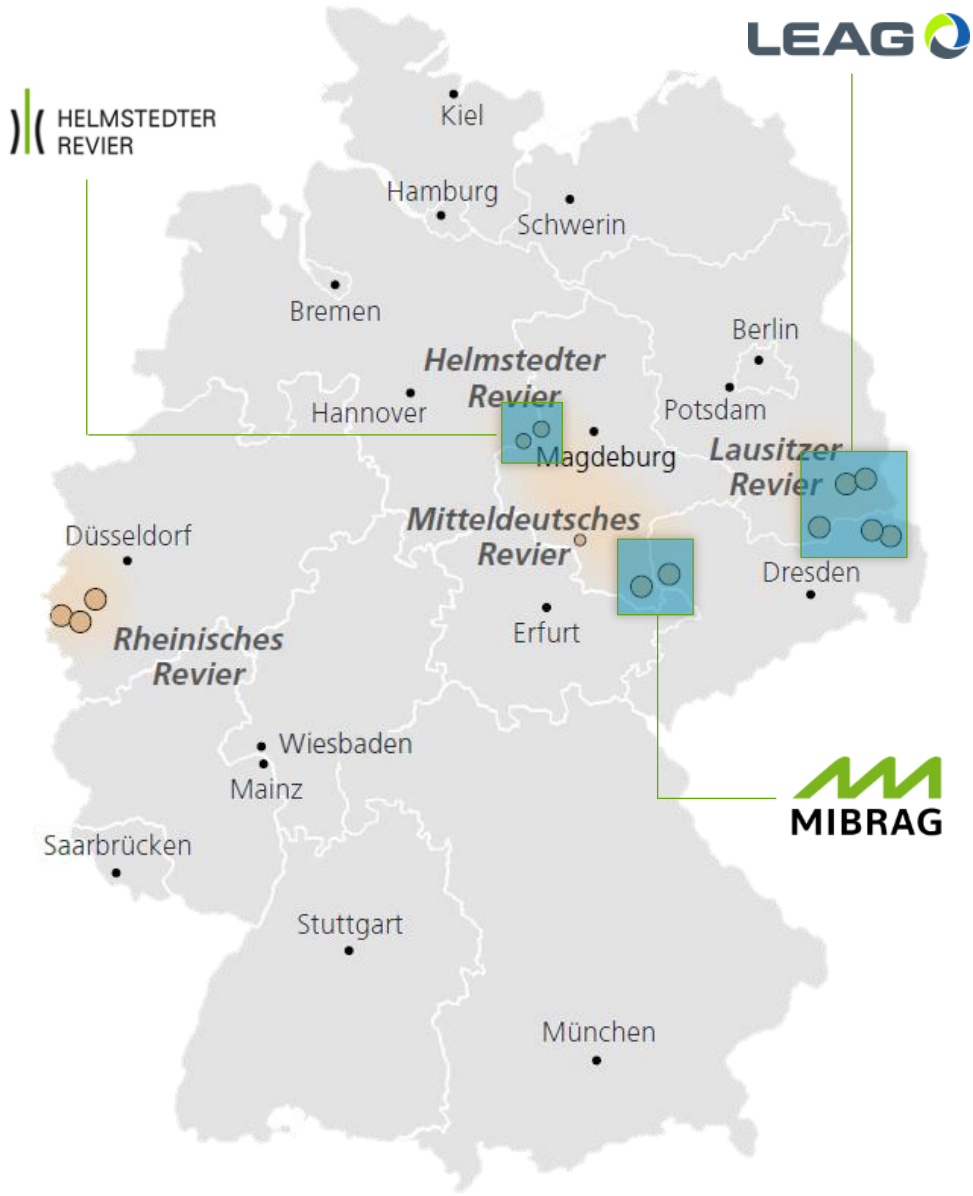 LEAG
HELMSTEDTER
REVIER
Kiel
Hamburg
Schwerin
Bremen
Berlin
Helmstedter
Revier
Hannover
Potsdam
Magdeburg
Lausitzer
Revier
Mitteldeutsches
Revier
Düsseldorf
Dresden
Erfurt
Rheinisches
Revier
Wiesbaden
Mainz
MIBRAG
Saarbrücken
Stuttgart
München